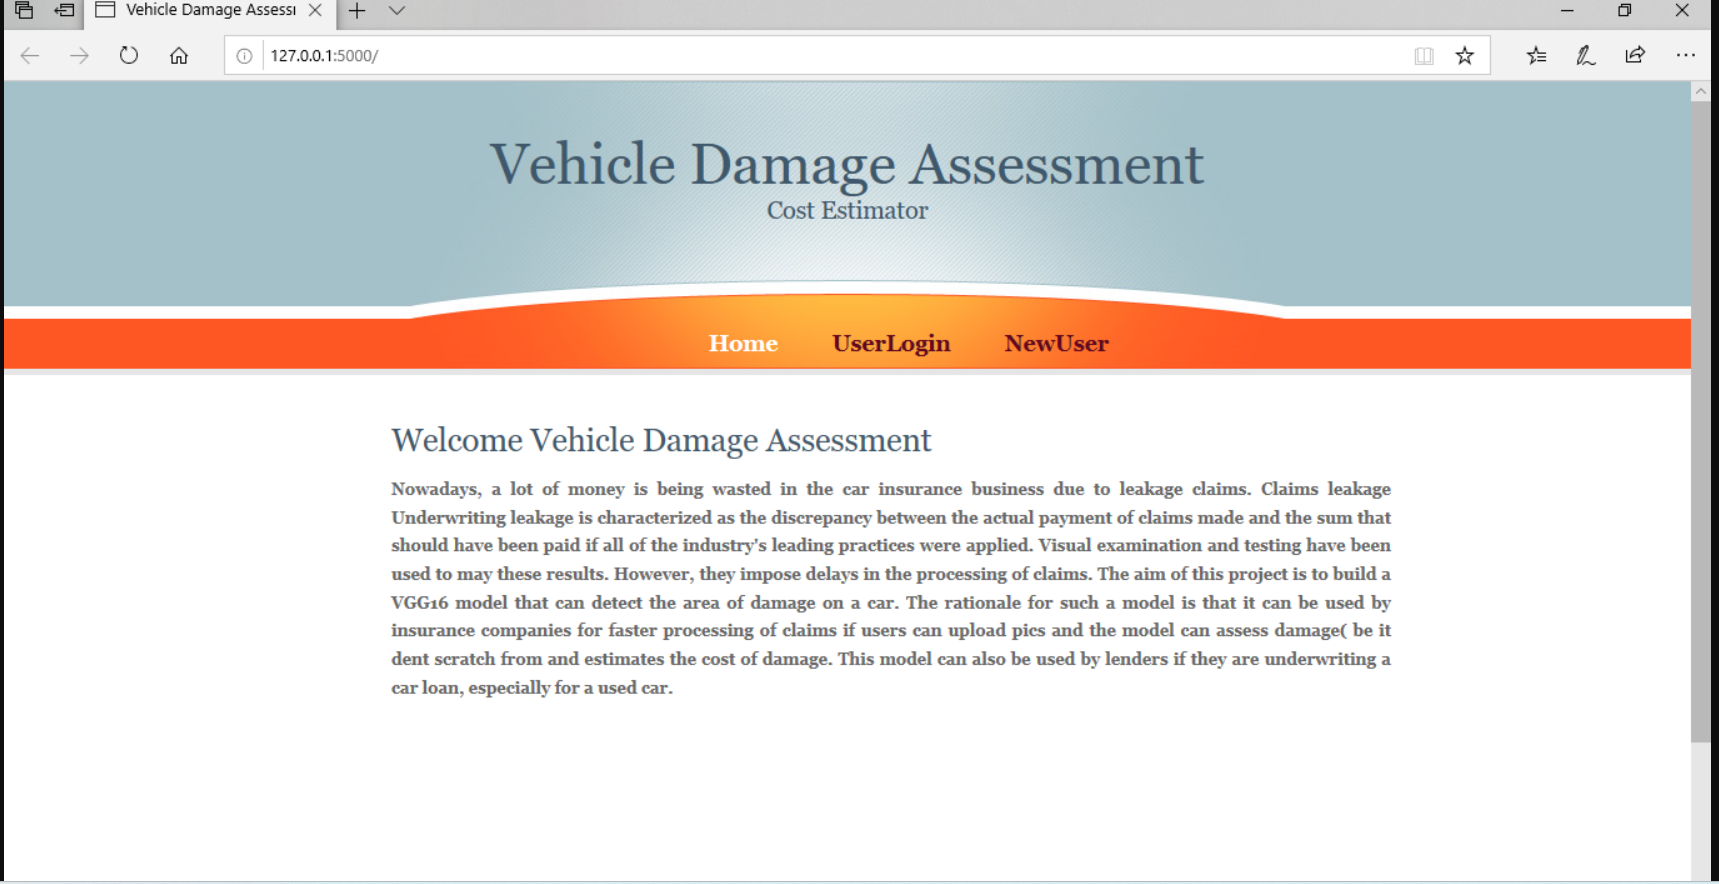 Vehicle Damage Assessı
127.0.0.1:5000/
Vehicle Damage Assessment
Cost Estimator
Home UserLogin NewUser
Welcome Vehicle Damage Assessment
Nowadays, a lot of money is being wasted in the car insurance business due to leakage claims. Claims leakage
Underwriting leakage is characterized as the discrepancy between the actual payment of claims made and the sum that
should have been paid if all of the industry's leading practices were applied. Visual examination and testing have been
used to may these results. However, they impose delays in the processing of claims. The aim of this project is to build a
VGG16 model that can detect the area of damage on a car. The rationale for such a model is that it can be used by
insurance companies for faster processing of claims if users can upload pics and the model can assess damage( be it
dent scratch from and estimates the cost of damage. This model can also be used by lenders if they are underwriting a
car loan, especially for a used car.